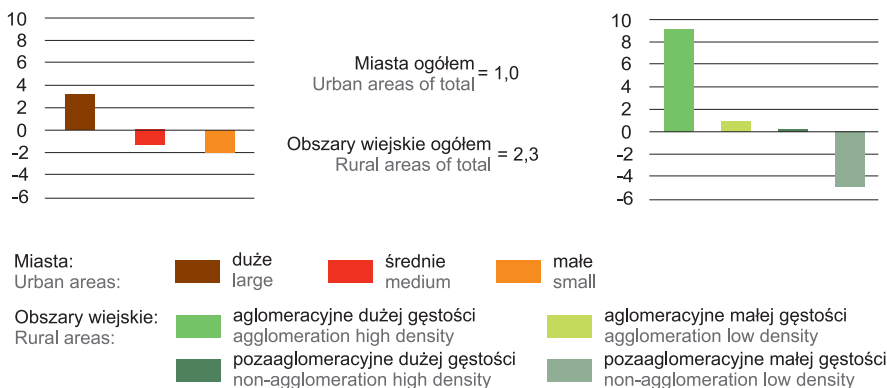 10
8
6
4
2
0
-2
-4
-6
Miasta ogółem
Urban areas of total
= 1,0
Obszary wiejskie ogółem
Rural areas of total
= 2,3
10
8
6
4
2
0
-2
-4
-6
Miasta:
Urban areas:
duże
large
średnie
medium
małe
small
Obszary wiejskie:
Rural areas:
aglomeracyjne dużej gęstości
agglomeration high density
aglomeracyjne małej gęstości
agglomeration low density
pozaaglomeracyjne dużej gęstości
non-agglomeration high density
pozaaglomeracyjne małej gęstości
non-agglomeration low density